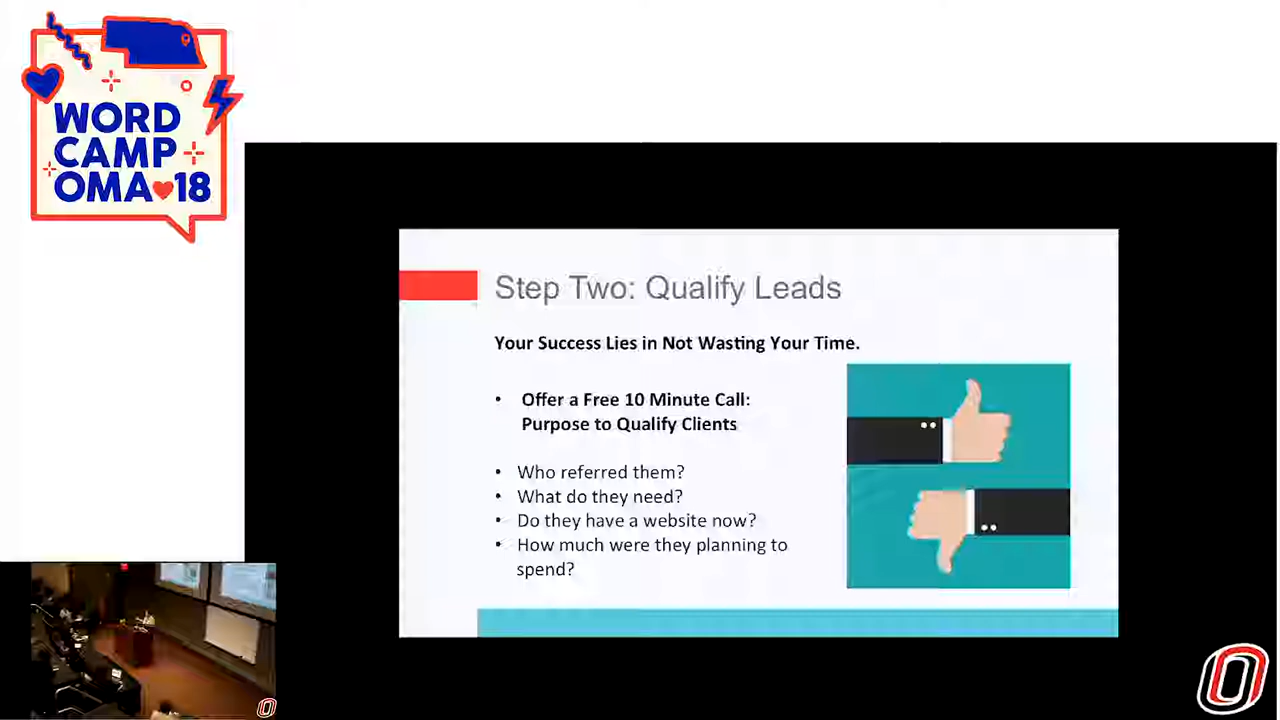 WORD
CAMP
OMA 18
Step Two: Qualify Leads
Your Success Lies in Not Wasting Your Time.
• Offer a Free 10 Minute Call:
Purpose to Qualify Clients
• Who referred them?
• What do they need?
• Do they have a website now?
• How much were they planning to
spend?
O
O